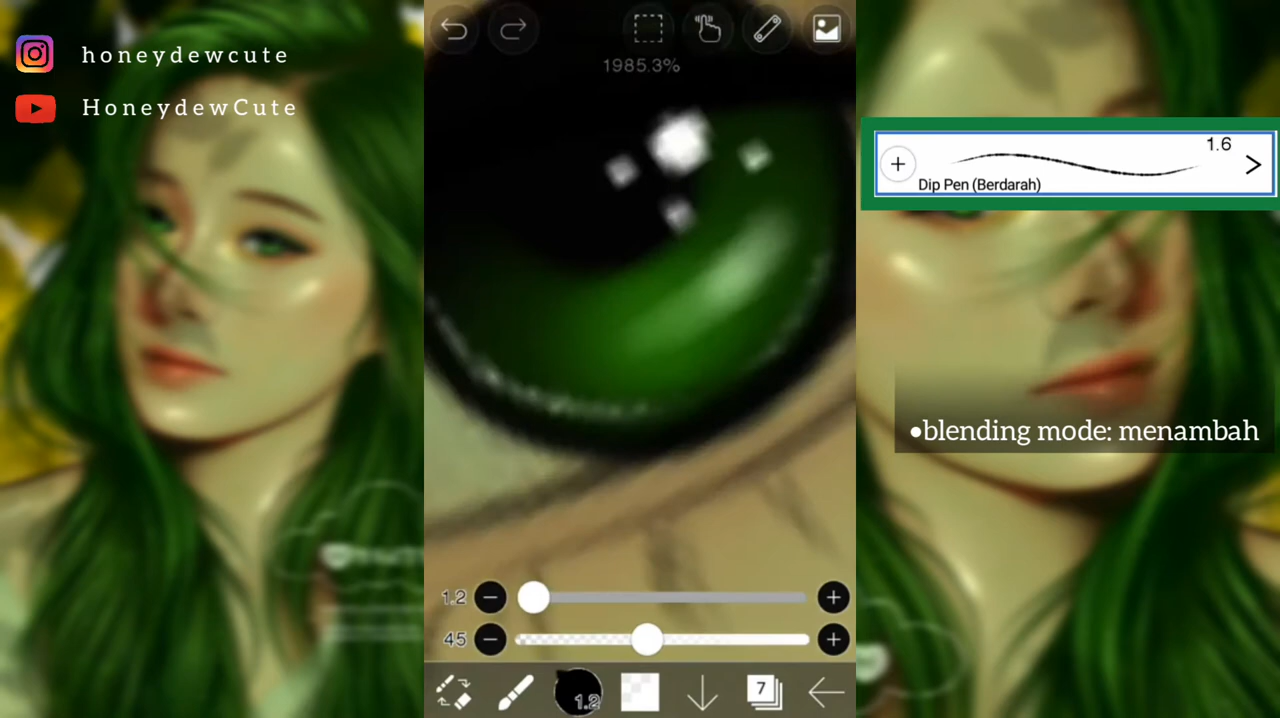 honeydewcute
HoneydewCute
1985.3%
1.2
45
1.2
7
1.6
Dip Pen (Berdarah)
•blending mode: menambah